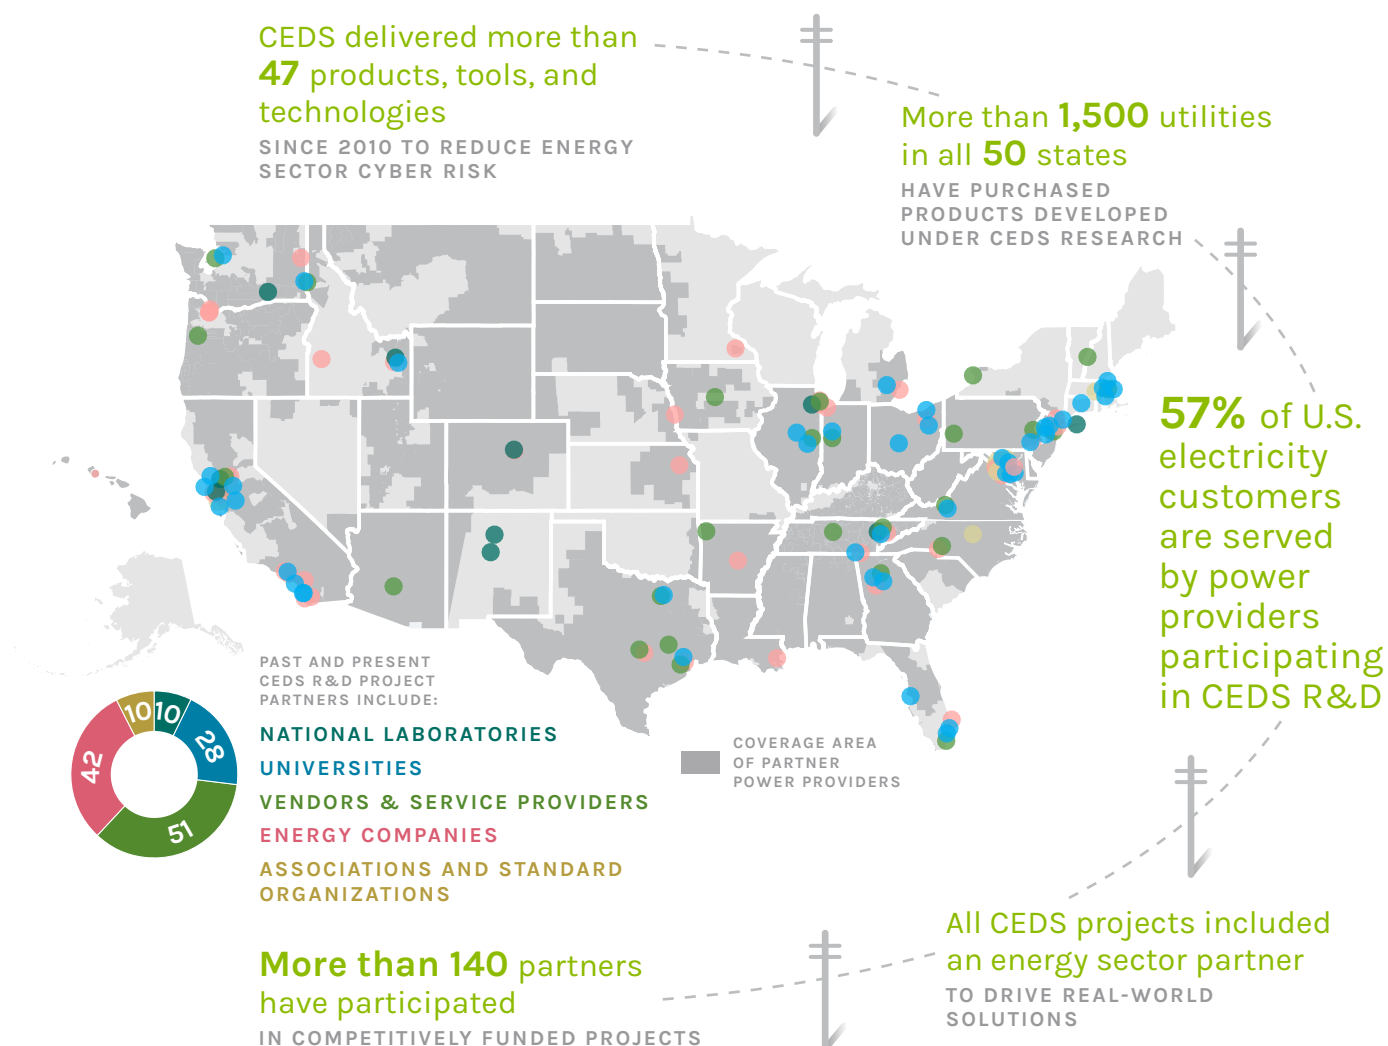 CEDS delivered more than
47 products, tools, and
technologies
SINCE 2010 TO REDUCE ENERGY
SECTOR CYBER RISK
More than 1,500 utilities
in all 50 states
HAVE PURCHASED
PRODUCTS DEVELOPED
UNDER CEDS RESEARCH
57% of U.S.
electricity
customers
are served
by power
providers
participating
in CEDS R&D
PAST AND PRESENT
CEDS R&D PROJECT
PARTNERS INCLUDE:
NATIONAL LABORATORIES
UNIVERSITIES
VENDORS & SERVICE PROVIDERS
ENERGY COMPANIES
ASSOCIATIONS AND STANDARD
ORGANIZATIONS
10
10
28
51
42
COVERAGE AREA
OF PARTNER
POWER PROVIDERS
All CEDS projects included
an energy sector partner
TO DRIVE REAL-WORLD
SOLUTIONS
More than 140 partners
have participated
IN COMPETITIVELY FUNDED PROJECTS